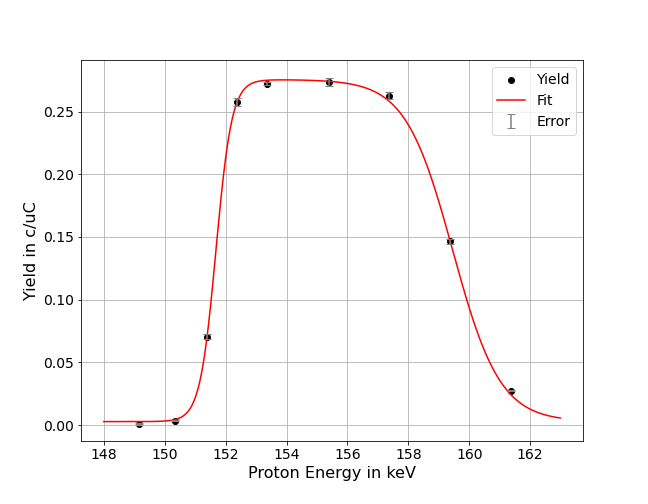 Yield
Fit
Error
0.25
0.20
0.15
0.10
0.05
0.00
Yield in c/uC
148 150 152 154 156 158 160 162
Proton Energy in keV